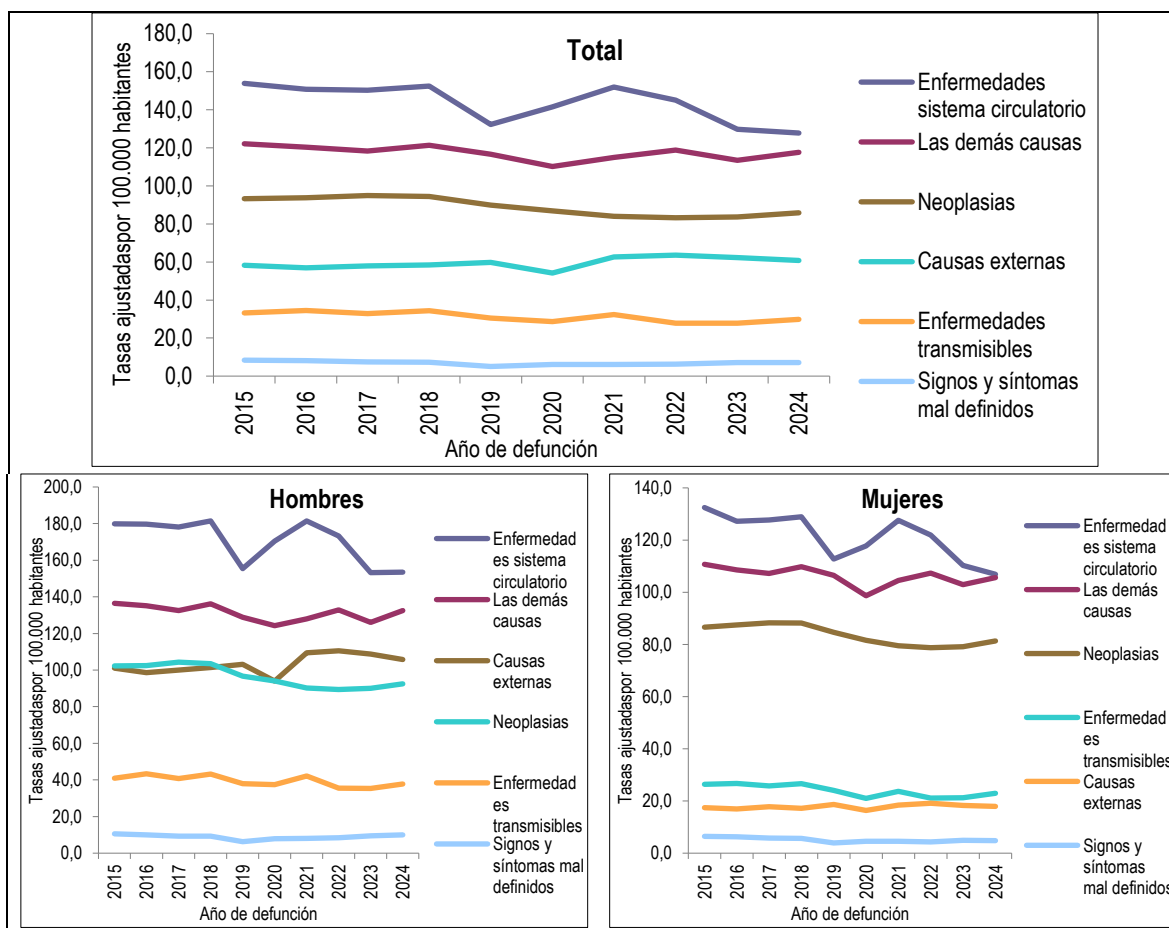 Total
Tasas ajustadaspor 100.000 habitantes
180,0
160,0
140,0
120,0
100,0
80,0
60,0
40,0
20,0
0,0
2015
2016
2017
2018
2019
2020
2021
2022
2023
2024
Año de defunción
Enfermedades
sistema circulatorio
Las demás causas
Neoplasias
Causas externas
Enfermedades
transmisibles
Signos y síntomas
mal definidos
Hombres
Tasas ajustadaspor 100.000 habitantes
200,0
180,0
160,0
140,0
120,0
100,0
80,0
60,0
40,0
20,0
0,0
2015
2016
2017
2018
2019
2020
2021
2022
2023
2024
Año de defunción
Enfermedad
es sistema
circulatorio
Las demás
causas
Causas
externas
Neoplasias
Enfermedad
es
transmisibles
Signos y
síntomas mal
definidos
Mujeres
Tasas ajustadaspor 100.000 habitantes
140,0
120,0
100,0
80,0
60,0
40,0
20,0
0,0
2015
2016
2017
2018
2019
2020
2021
2022
2023
2024
Año de defunción
Enfermedad
es sistema
circulatorio
Las demás
causas
Neoplasias
Enfermedad
es
transmisibles
Causas
externas
Signos y
síntomas
mal definidos